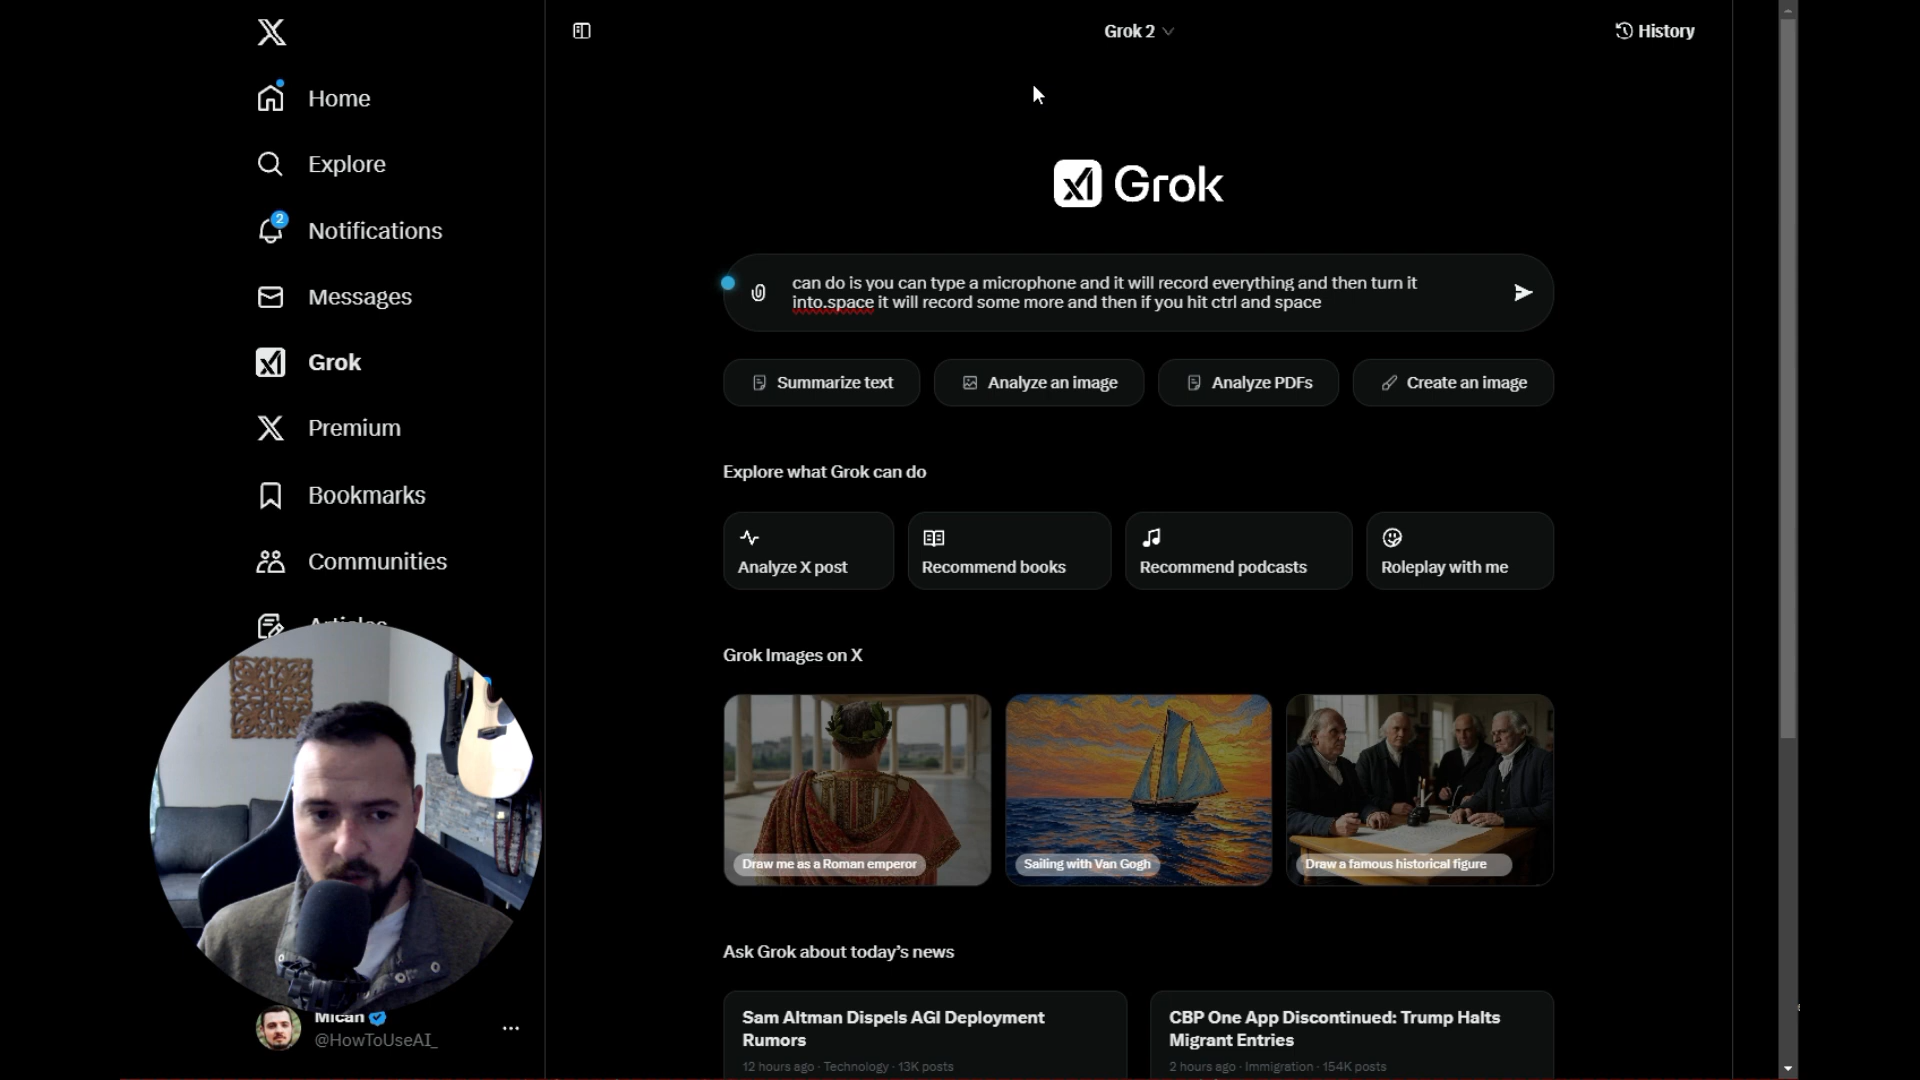 Home
Explore
2
Notifications
Messages
Grok
Premium
Bookmarks
Communities
Articles
Micah
@HowToUseAI_
Grok 2
History
Grok
can do is you can type a microphone and it will record everything and then turn it
into.space it will record some more and then if you hit ctrl and space
Summarize text
Analyze an image
Analyze PDFs
Create an image
Explore what Grok can do
Analyze X post
Recommend books
Recommend podcasts
Roleplay with me
Grok Images on X
Draw me as a Roman emperor
Sailing with Van Gogh
Draw a famous historical figure
Ask Grok about today’s news
Sam Altman Dispels AGI Deployment
Rumors
12 hours ago · Technology · 13K posts
CBP One App Discontinued: Trump Halts
Migrant Entries
2 hours ago · Immigration · 154K posts